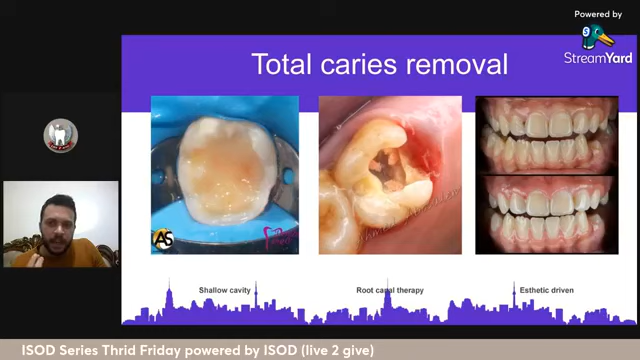 Powered by
StreamYard
Total caries removal
AS
Shallow cavity
Root canal therapy
Esthetic driven
ISOD Series Thrid Friday powered by ISOD (live 2 give)